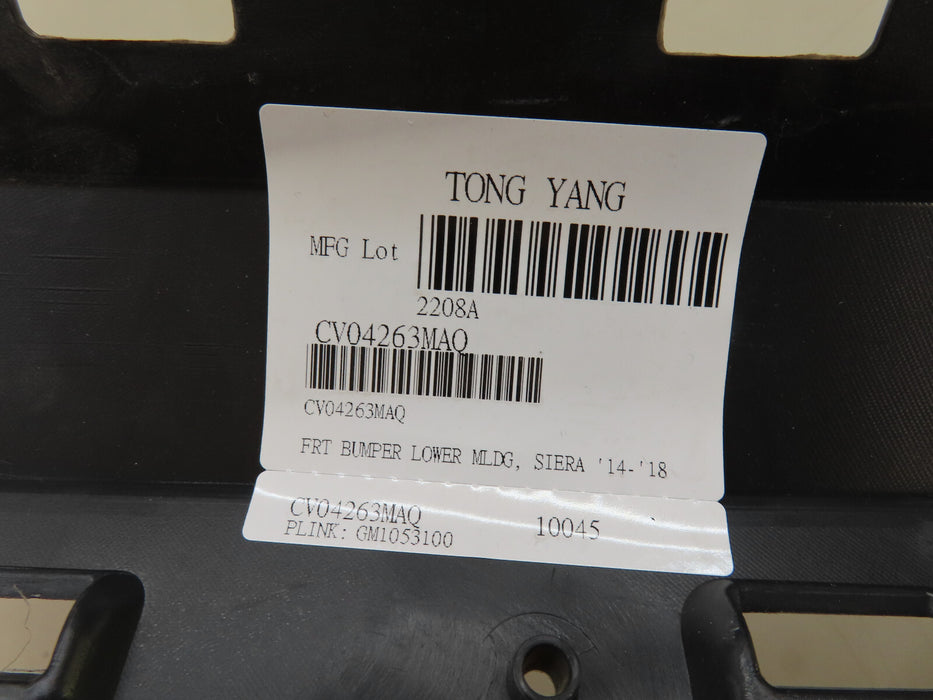 TONG YANG
MFG Lot
2208A
CV04263MAQ
CV04263MAQ
FRT BUMPER LOWER MLDG, SIERA '14-'18
CV04263MAQ
10045
PLINK: GM1053100